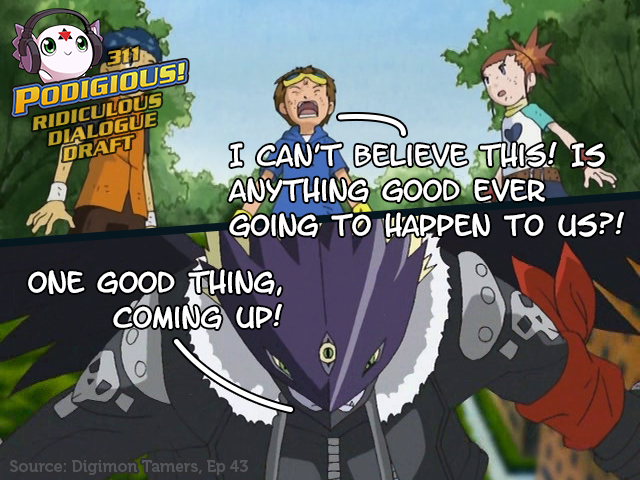 311
PODIGIOUS!
RIDICULOUS
DIALOGUE
DRAFT
I CAN'T BELIEVE THIS! IS
ANYTHING GOOD EVER
GOING TO HAPPEN TO US?!
ONE GOOD THING,
COMING UP!
Source: Digimon Tamers, Ep 43